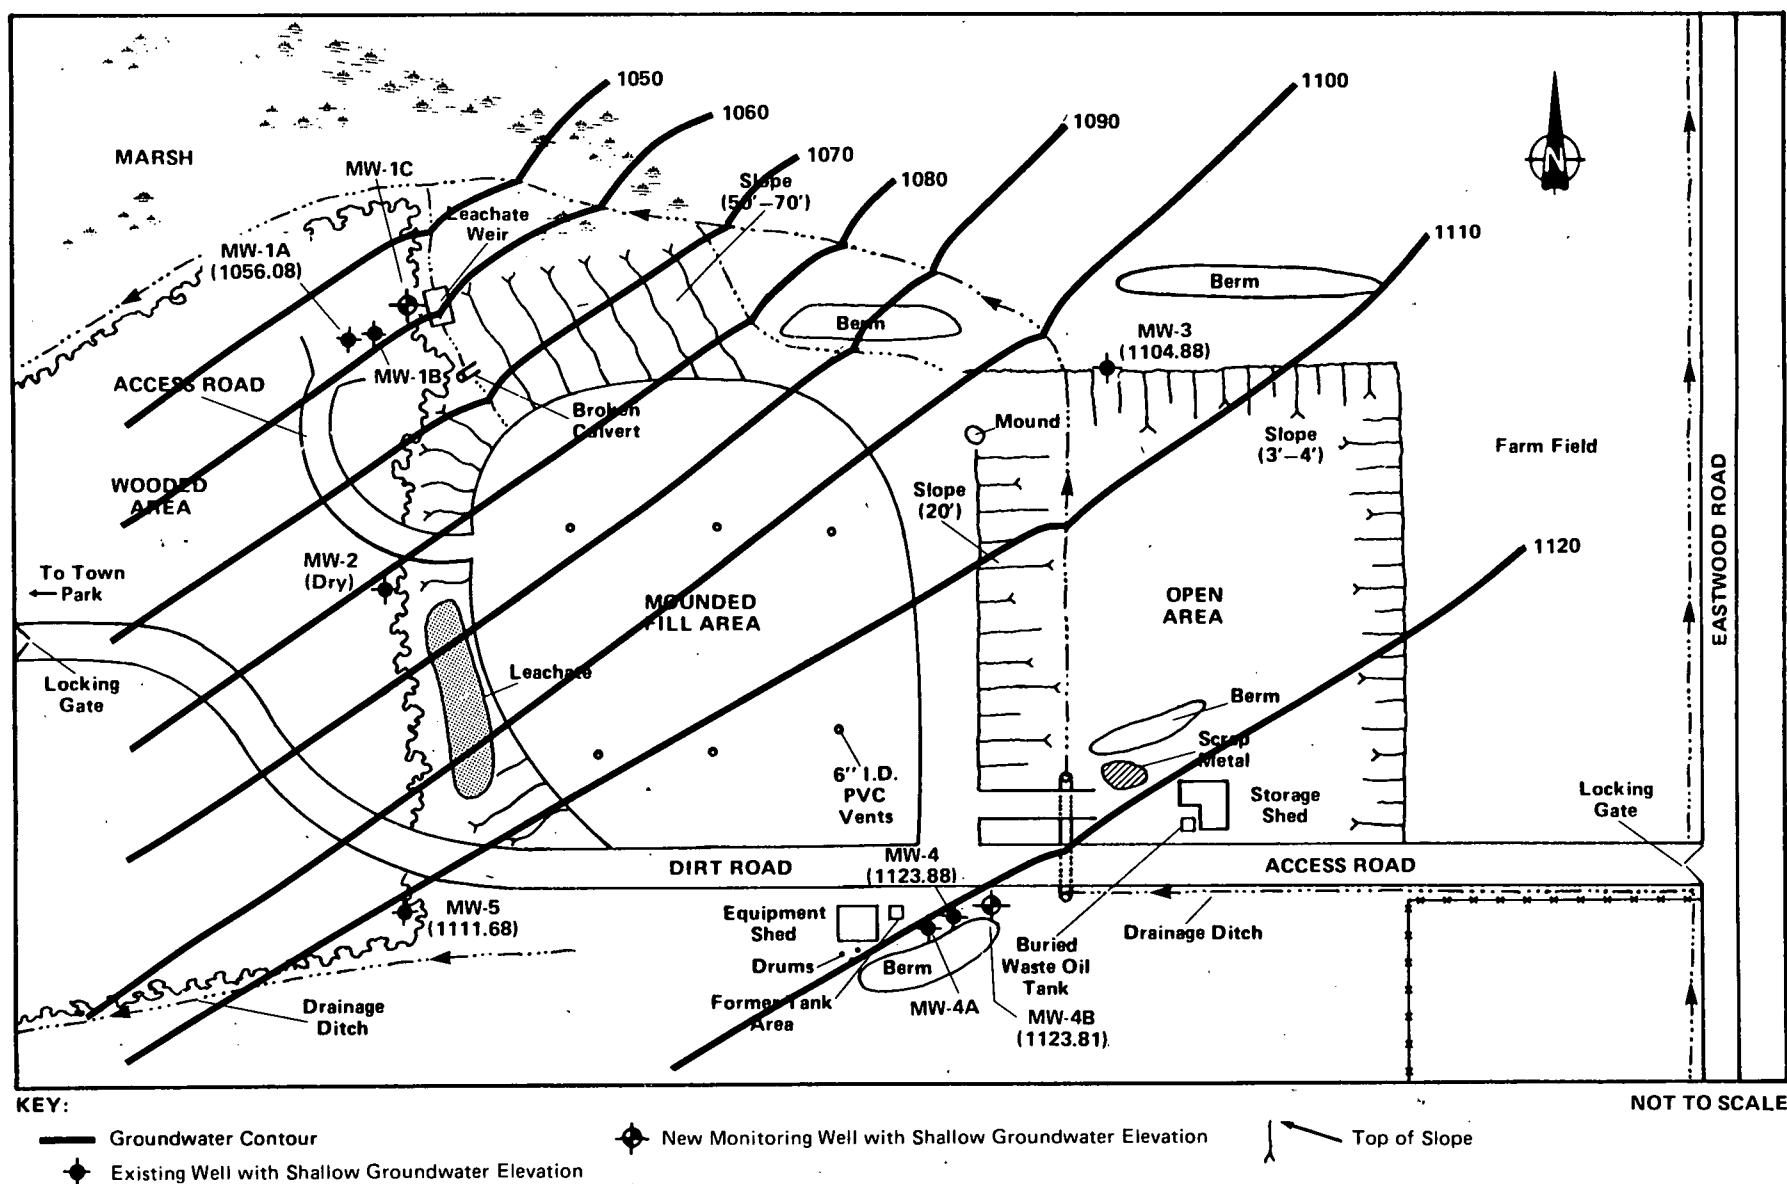 1050
1060
1070
1080
1090
1100
1110
1120
MARSH
MW-1C
Slope
(50'–70')
Leachate
Weir
MW-1A
(1056.08)
N
Berm
Berm
MW-3
(1104.88)
ACCESS ROAD
MW-1B
Broken
Culvert
Mound
Slope
(3'–4')
Farm Field
WOODED
AREA
Slope
(20')
EASTWOOD ROAD
To Town
Park
MW-2
(Dry)
MOUNDED
FILL AREA
OPEN
AREA
Locking
Gate
Leachate
Berm
Scrap
Metal
6" I.D.
PVC
Vents
Storage
Shed
Locking
Gate
DIRT ROAD
MW-4
(1123.88)
ACCESS ROAD
MW-5
(1111.68)
Equipment
Shed
Drums
Berm
Buried
Waste Oil
Tank
Drainage Ditch
Former Tank
Area
MW-4A
MW-4B
(1123.81)
Drainage
Ditch
KEY:
NOT TO SCALE
Groundwater Contour
New Monitoring Well with Shallow Groundwater Elevation
Top of Slope
Existing Well with Shallow Groundwater Elevation